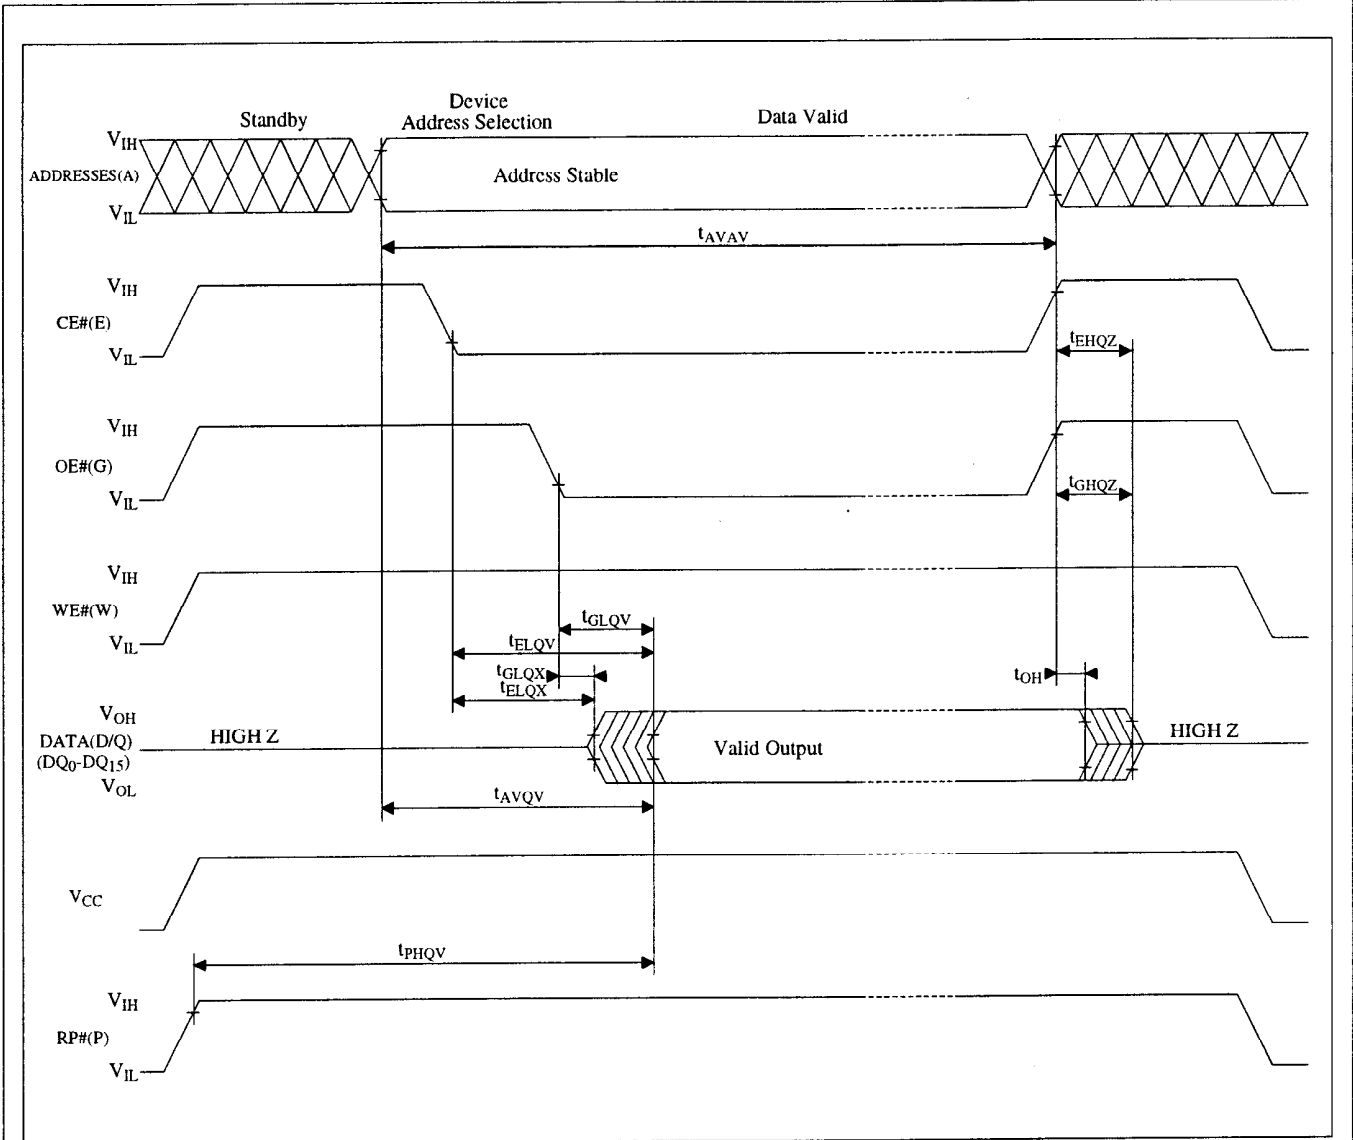 Standby
Device
Address Selection
Data Valid
VIH
ADDRESSES(A)
Address Stable
VIL
tAVAV
VIH
CE#(E)
VIL
tEHQZ
VIH
OE#(G)
VIL
tGHQZ
VIH
WE#(W)
VIL
tGLQV
tELQV
tGLQX
tELQX
tOH
VOH
DATA(D/Q)
(DQ0-DQ15)
HIGH Z
Valid Output
HIGH Z
VOL
tAVQV
VCC
tPHQV
VIH
RP#(P)
VIL